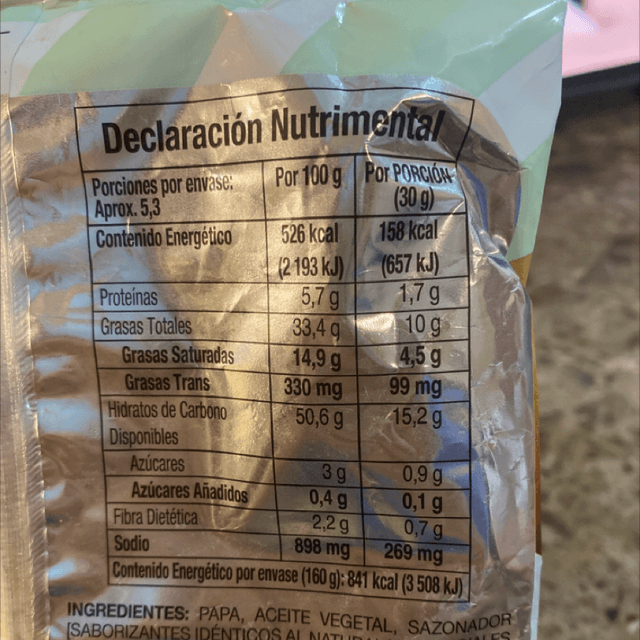 Declaración Nutrimental
Porciones por envase: Aprox. 5,3 Por 100 g Por PORCIÓN (30 g)
Contenido Energético 526 kcal (2 193 kJ) 158 kcal (657 kJ)
Proteínas 5,7 g 1,7 g
Grasas Totales 33,4 g 10 g
Grasas Saturadas 14,9 g 4,5 g
Grasas Trans 330 mg 99 mg
Hidratos de Carbono Disponibles 50,6 g 15,2 g
Azúcares 3 g 0,9 g
Azúcares Añadidos 0,4 g 0,1 g
Fibra Dietética 2,2 g 0,7 g
Sodio 898 mg 269 mg
Contenido Energético por envase (160 g): 841 kcal (3 508 kJ)
INGREDIENTES: PAPA, ACEITE VEGETAL, SAZONADOR
[SABORIZANTES IDÉNTICOS AL